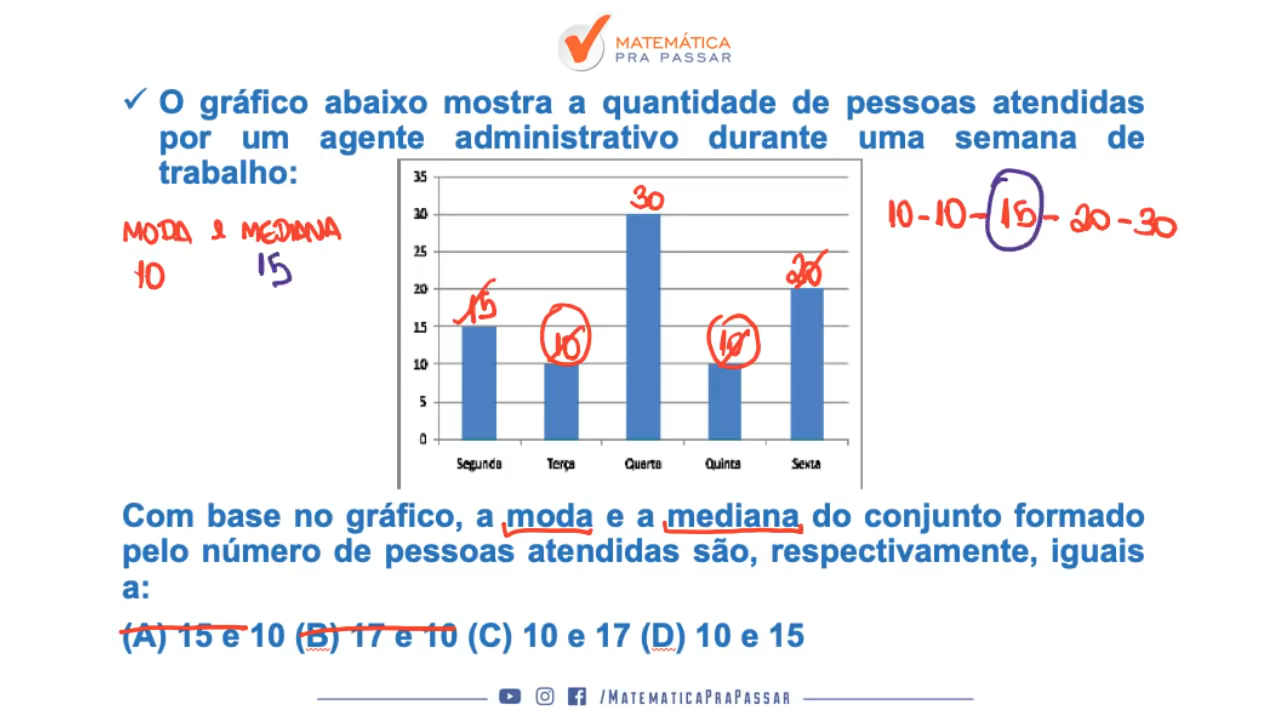 MATEMÁTICA
PRA PASSAR
✓ O gráfico abaixo mostra a quantidade de pessoas atendidas
por um agente administrativo durante uma semana de
trabalho:
MODA e MEDIANA
10 15
10-10-15-20-30
35
30
25
20
15
10
5
0
15
10
30
10
20
Segunda Terça Quarta Quinta Sexta
Com base no gráfico, a moda e a mediana do conjunto formado
pelo número de pessoas atendidas são, respectivamente, iguais
a:
(A) 15 e 10 (B) 17 e 10 (C) 10 e 17 (D) 10 e 15
/MATEMATICAPRAPASSAR